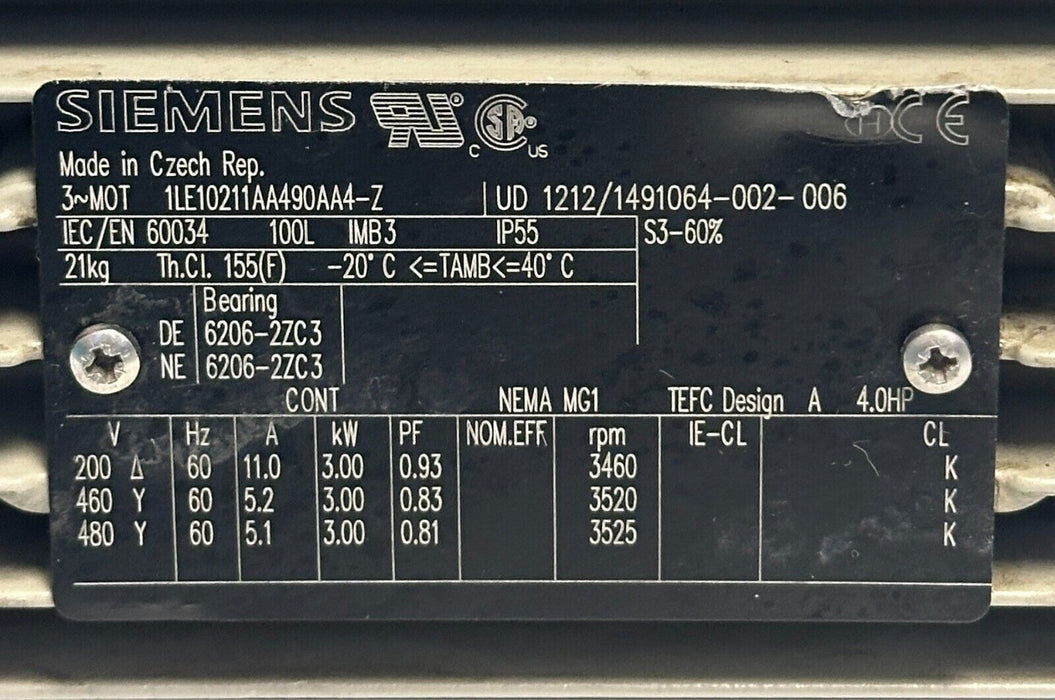 SIEMENS RU® C SA® US H CE
Made in Czech Rep.
3~MOT 1LE10211AA490AA4-Z UD 1212/1491064-002-006
IEC/EN 60034 100L IMB3 IP55 S3-60%
21kg Th.Cl. 155(F) -20°C <=TAMB<=40°C
Bearing
DE 6206-2ZC3
NE 6206-2ZC3
CONT NEMA MG1 TEFC Design A 4.0HP
V Hz A kW PF NOM.EFF rpm IE-CL CL
200 Δ 60 11.0 3.00 0.93 3460 K
460 Y 60 5.2 3.00 0.83 3520 K
480 Y 60 5.1 3.00 0.81 3525 K